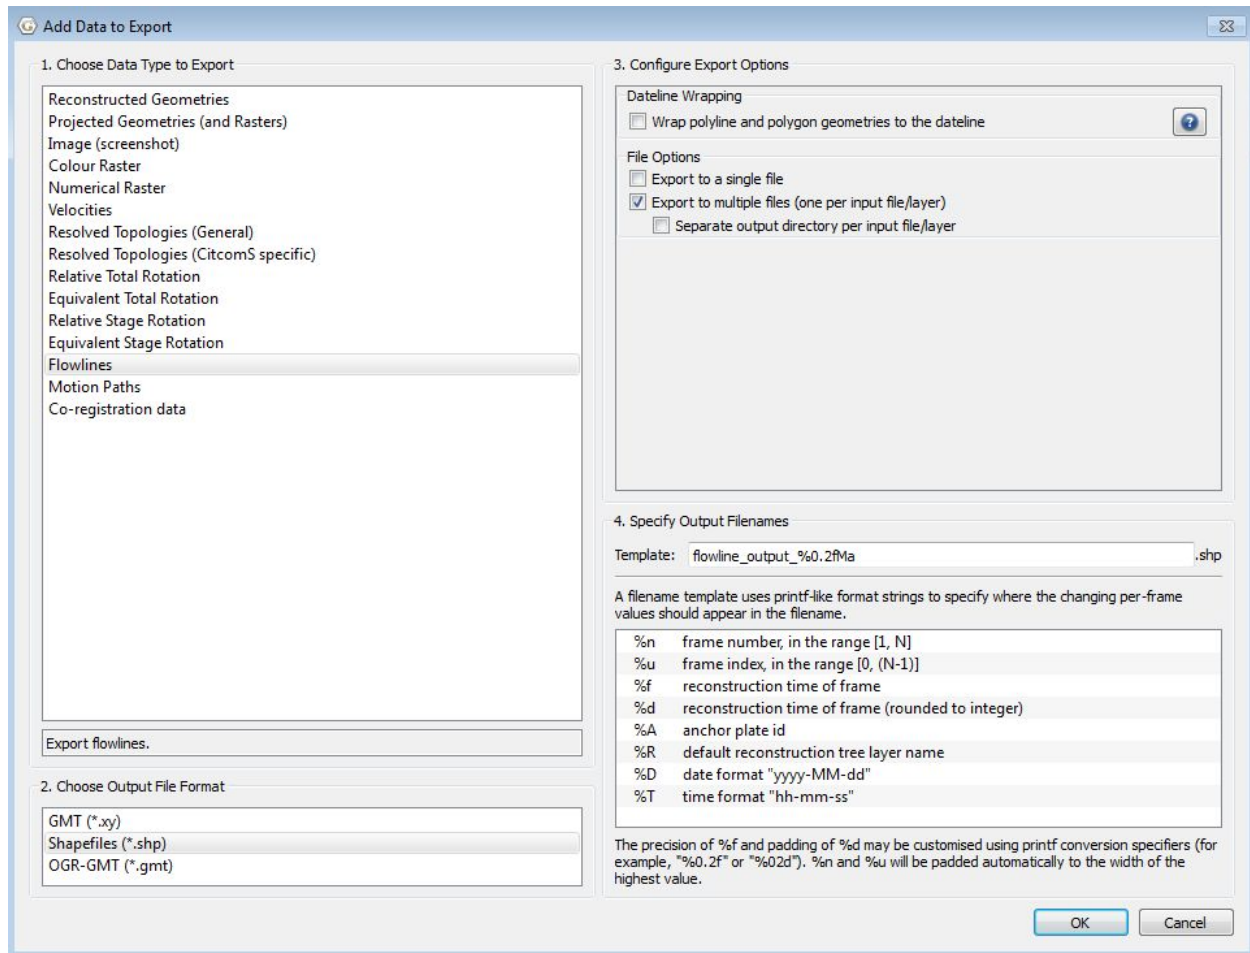 Add Data to Export
1. Choose Data Type to Export
Reconstructed Geometries
Projected Geometries (and Rasters)
Image (screenshot)
Colour Raster
Numerical Raster
Velocities
Resolved Topologies (General)
Resolved Topologies (CitcomS specific)
Relative Total Rotation
Equivalent Total Rotation
Relative Stage Rotation
Equivalent Stage Rotation
Flowlines
Motion Paths
Co-registration data
Export flowlines.
2. Choose Output File Format
GMT (*.xy)
Shapefiles (*.shp)
OGR-GMT (*.gmt)
3. Configure Export Options
Dateline Wrapping
Wrap polyline and polygon geometries to the dateline
File Options
Export to a single file
Export to multiple files (one per input file/layer)
Separate output directory per input file/layer
4. Specify Output Filenames
Template: flowline_output_%0.2fMa .shp
A filename template uses printf-like format strings to specify where the changing per-frame
values should appear in the filename.
%n frame number, in the range [1, N]
%u frame index, in the range [0, (N-1)]
%f reconstruction time of frame
%d reconstruction time of frame (rounded to integer)
%A anchor plate id
%R default reconstruction tree layer name
%D date format "yyyy-MM-dd"
%T time format "hh-mm-ss"
The precision of %f and padding of %d may be customised using printf conversion specifiers (for
example, "%0.2f" or "%02d"). %n and %u will be padded automatically to the width of the
highest value.
OK Cancel